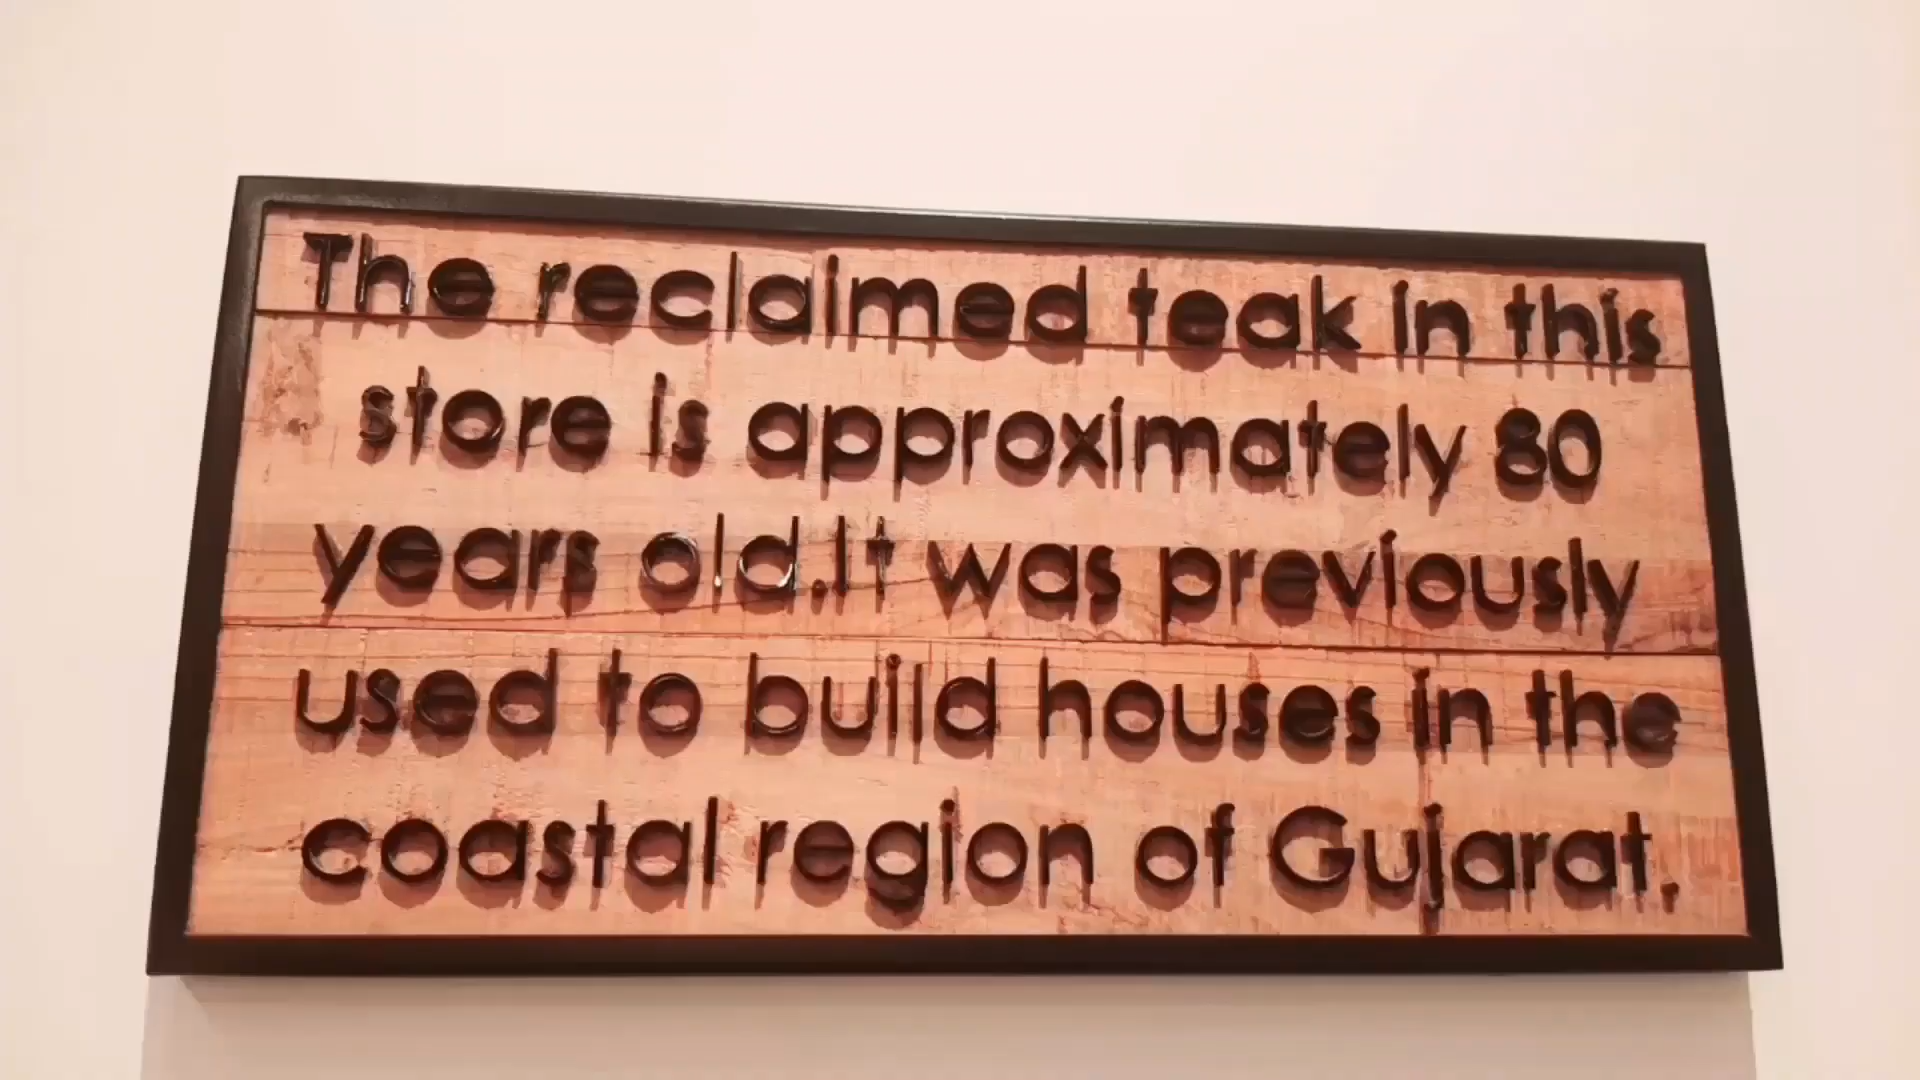 The reclaimed teak in this
store is approximately 80
years old.It was previously
used to build houses in the
coastal region of Gujarat.